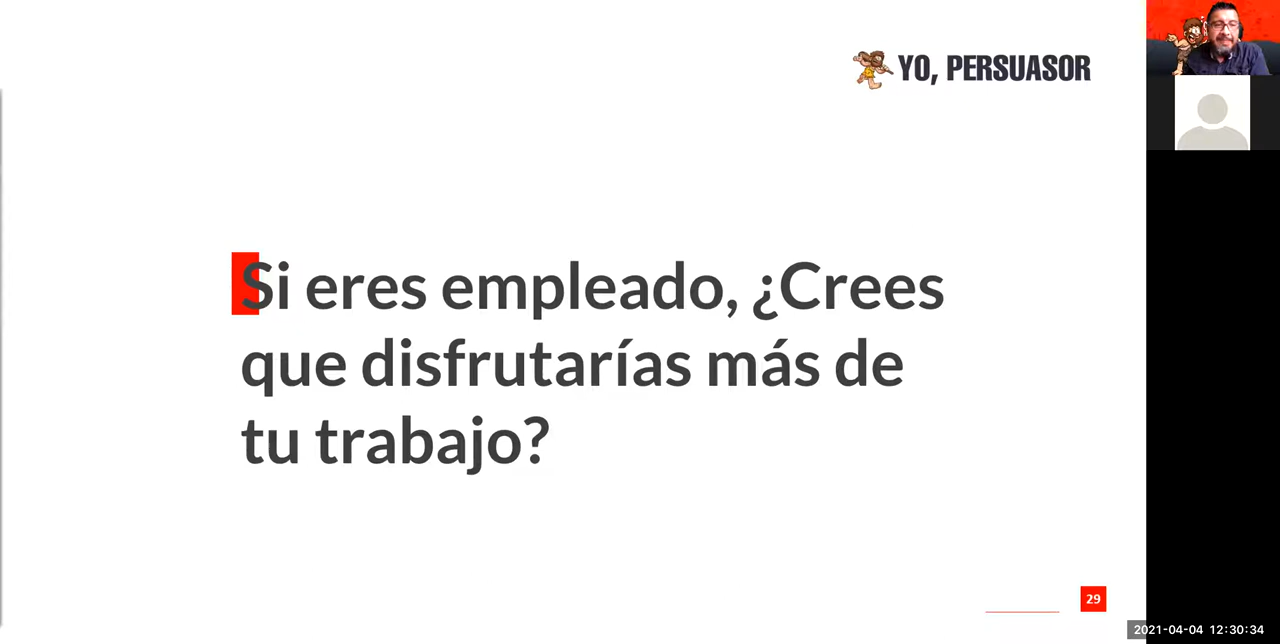 YO, PERSUASOR
Si eres empleado, ¿Crees
que disfrutarías más de
tu trabajo?
29
2021-04-04 12:30:34